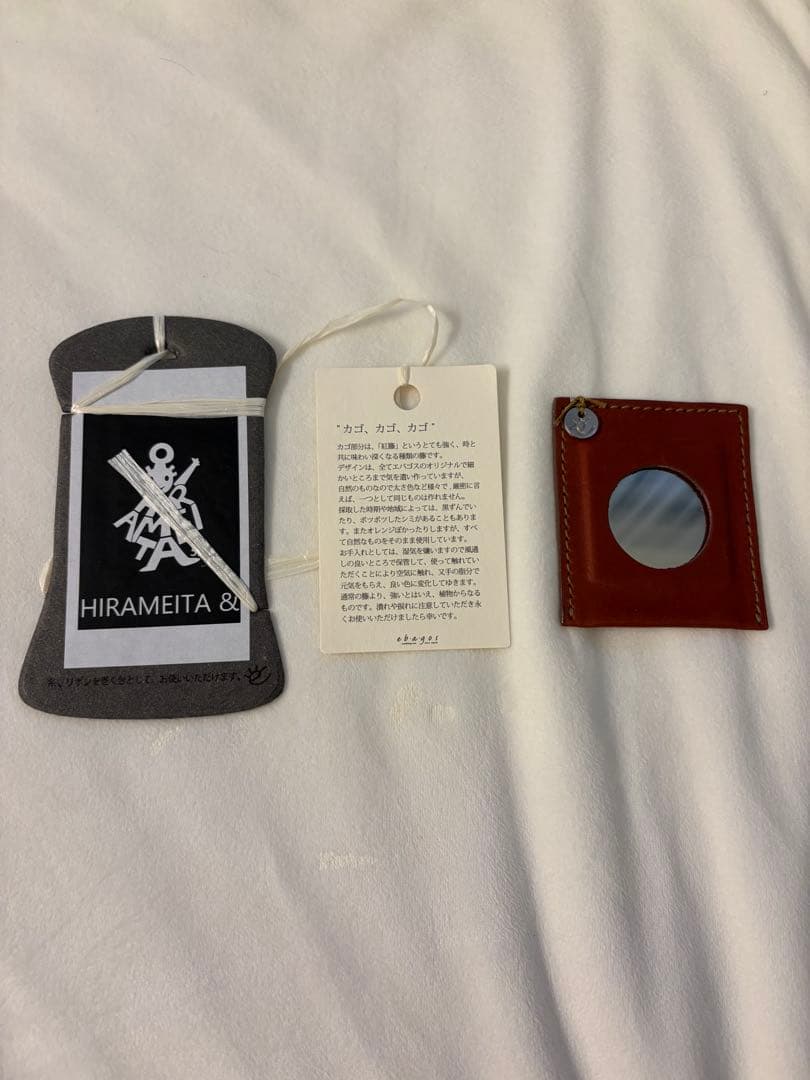 HIRAMEITA
HIRAMEITA &
糸、リボンを巻く台として、お使いいただけます。
" カゴ、カゴ、カゴ "
カゴ部分は、「紅籐」というとても強く、時と
共に味わい深くなる種類の籐です。
デザインは、全てエバゴスのオリジナルで細
かいところまで気を遣い作っていますが、
自然のものなので太さ色など様々で、厳密に言
えば、一つとして同じものは作れません。
採取した時期や地域によっては、黒ずんでい
たり、ポツポツしたシミがあることもありま
す。またオレンジぽかったりしますが、すべ
て自然なものをそのまま使用しています。
お手入れとしては、湿気を嫌いますので風通
しの良いところで保管して、使って触れてい
ただくことにより空気に触れ、又手の脂分で
元気をもらえ、良い色に変化してゆきます。
通常の籐より、強いとはいえ、植物からなる
ものです。潰れや捩れに注意していただき永
くお使いいただけましたら幸いです。
ebagos